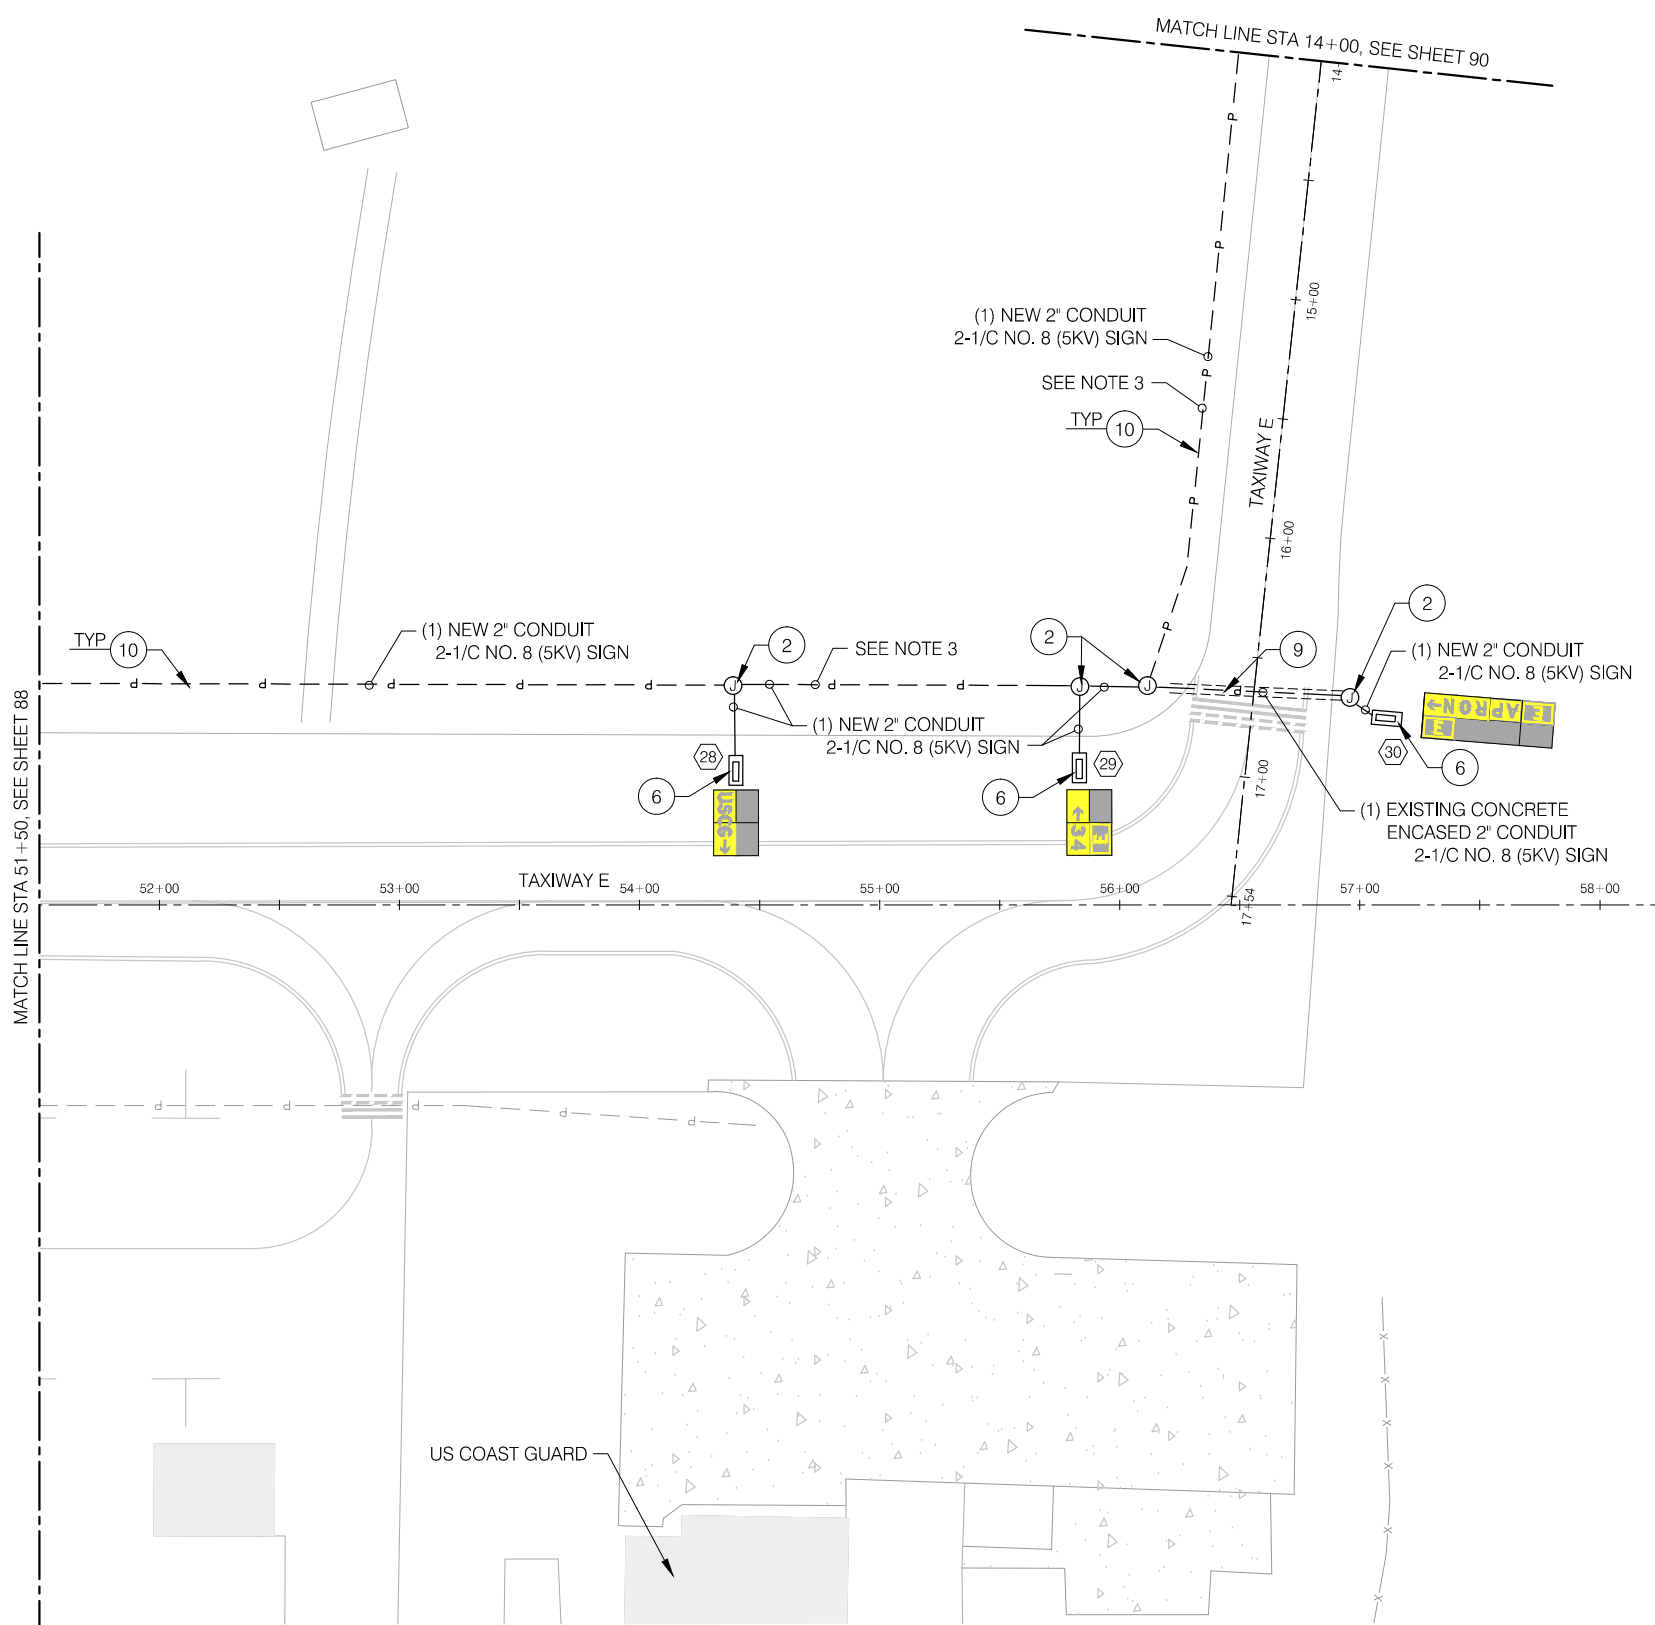 MATCH LINE STA 14+00, SEE SHEET 90
14
P
P
(1) NEW 2" CONDUIT
2-1/C NO. 8 (5KV) SIGN
15+00
P
SEE NOTE 3
TYP 10
TAXIWAY E
P
16+00
P
2
TYP 10
(1) NEW 2" CONDUIT
2-1/C NO. 8 (5KV) SIGN
2
SEE NOTE 3
2
9
(1) NEW 2" CONDUIT
2-1/C NO. 8 (5KV) SIGN
P
P
P
P
P
J
P
P
J
J
P
J
(1) NEW 2" CONDUIT
2-1/C NO. 8 (5KV) SIGN
E APRON→
E
28
29
30
6
6
6
17+00
USCG→
←34
E1
(1) EXISTING CONCRETE
ENCASED 2" CONDUIT
2-1/C NO. 8 (5KV) SIGN
MATCH LINE STA 51+50, SEE SHEET 88
TAXIWAY E
52+00
53+00
54+00
55+00
56+00
57+00
58+00
17+54
P
P
P
P
P
US COAST GUARD
X
X
X
X
X
X